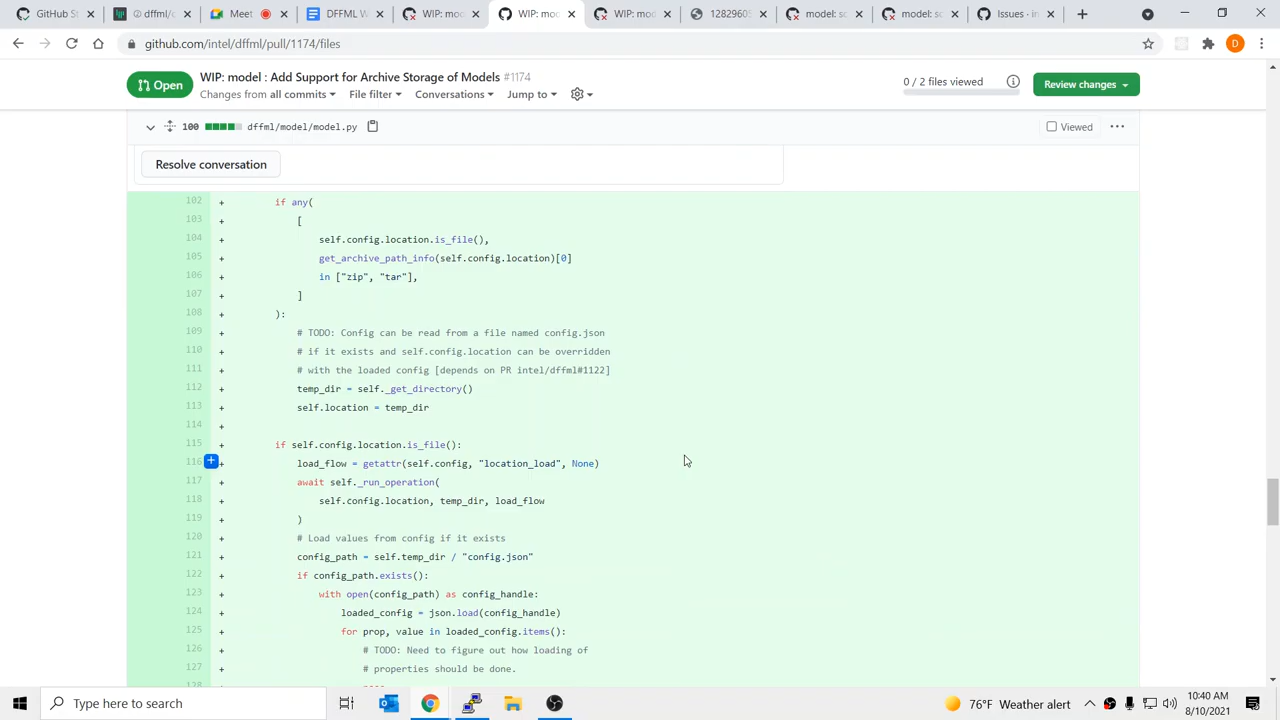 GitHub S
dffml/
Meet
DFFML W
WIP: mo
WIP: mo
WIP: mo
1282960
model: sc
model: sc
Issues · in
github.com/intel/dffml/pull/1174/files
D
Open
WIP: model : Add Support for Archive Storage of Models #1174
Changes from all commits
File filter
Conversations
Jump to
0 / 2 files viewed
Review changes
100
dffml/model/model.py
Viewed
Resolve conversation
102 + if any(
103 + [
104 + self.config.location.is_file(),
105 + get_archive_path_info(self.config.location)[0]
106 + in ["zip", "tar"],
107 + ]
108 + ):
109 + # TODO: Config can be read from a file named config.json
110 + # if it exists and self.config.location can be overridden
111 + # with the loaded config [depends on PR intel/dffml#1122]
112 + temp_dir = self._get_directory()
113 + self.location = temp_dir
114 +
115 + if self.config.location.is_file():
116 + load_flow = getattr(self.config, "location_load", None)
117 + await self._run_operation(
118 + self.config.location, temp_dir, load_flow
119 + )
120 + # Load values from config if it exists
121 + config_path = self.temp_dir / "config.json"
122 + if config_path.exists():
123 + with open(config_path) as config_handle:
124 + loaded_config = json.load(config_handle)
125 + for prop, value in loaded_config.items():
126 + # TODO: Need to figure out how loading of
127 + # properties should be done.
128
Type here to search
76°F Weather alert
10:40 AM
8/10/2021